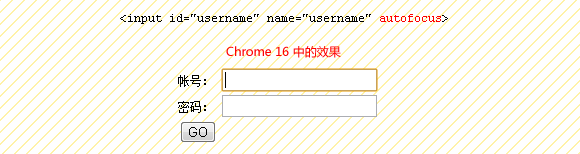 <input id="username" name="username" autofocus>
Chrome 16 中的效果
帐号：
密码：
GO